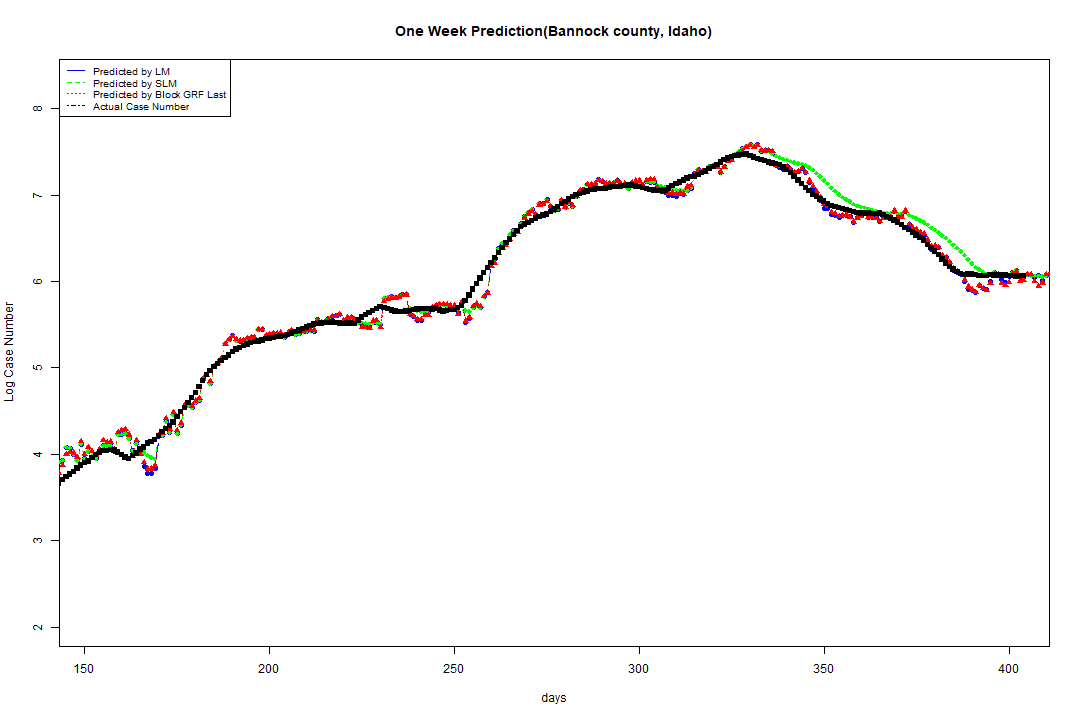 One Week Prediction(Bannock county, Idaho)
Predicted by LM
Predicted by SLM
Predicted by Block GRF Last
Actual Case Number
8
7
6
5
4
3
2
Log Case Number
150 200 250 300 350 400
days